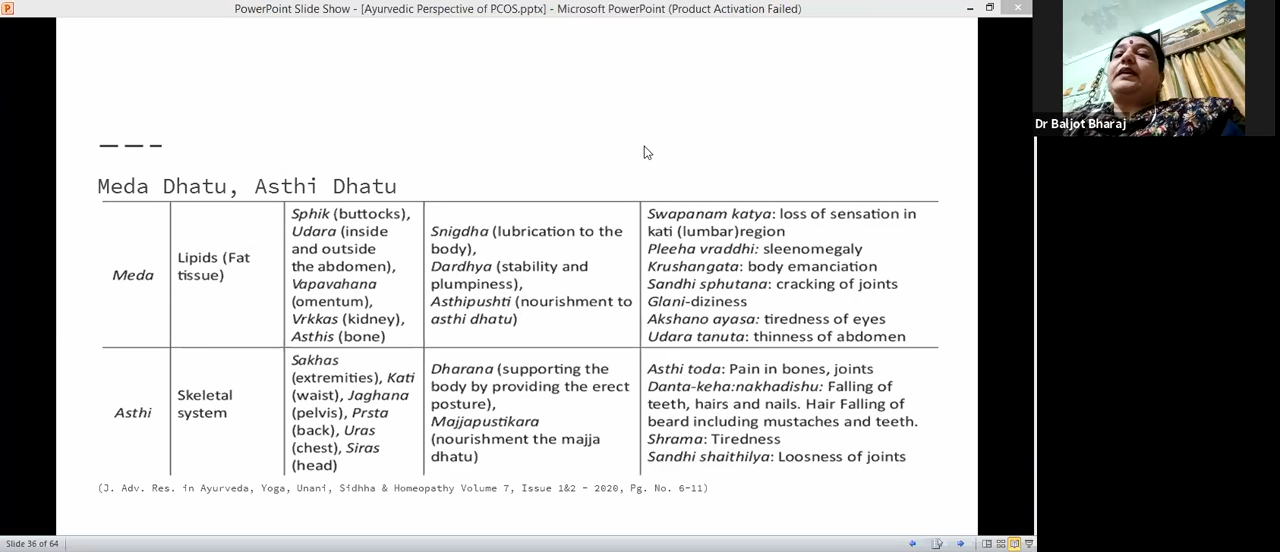 PowerPoint Slide Show - [Ayurvedic Perspective of PCOS.pptx] - Microsoft PowerPoint (Product Activation Failed)
Dr Baljot Bharaj
Meda Dhatu, Asthi Dhatu
Meda
Lipids (Fat
tissue)
Sphik (buttocks),
Udara (inside
and outside
the abdomen),
Vapavahana
(omentum),
Vrkkas (kidney),
Asthis (bone)
Snigdha (lubrication to the
body),
Dardhya (stability and
plumpiness),
Asthipushti (nourishment to
asthi dhatu)
Swapanam katya: loss of sensation in
kati (lumbar)region
Pleeha vraddhi: sleenomegaly
Krushangata: body emanciation
Sandhi sphutana: cracking of joints
Glani-diziness
Akshano ayasa: tiredness of eyes
Udara tanuta: thinness of abdomen
Asthi
Skeletal
system
Sakhas
(extremities), Kati
(waist), Jaghana
(pelvis), Prsta
(back), Uras
(chest), Siras
(head)
Dharana (supporting the
body by providing the erect
posture),
Majjapustikara
(nourishment the majja
dhatu)
Asthi toda: Pain in bones, joints
Danta-keha:nakhadishu: Falling of
teeth, hairs and nails. Hair Falling of
beard including mustaches and teeth.
Shrama: Tiredness
Sandhi shaithilya: Loosness of joints
(J. Adv. Res. in Ayurveda, Yoga, Unani, Sidhha & Homeopathy Volume 7, Issue 1&2 - 2020, Pg. No. 6-11)
Slide 36 of 64